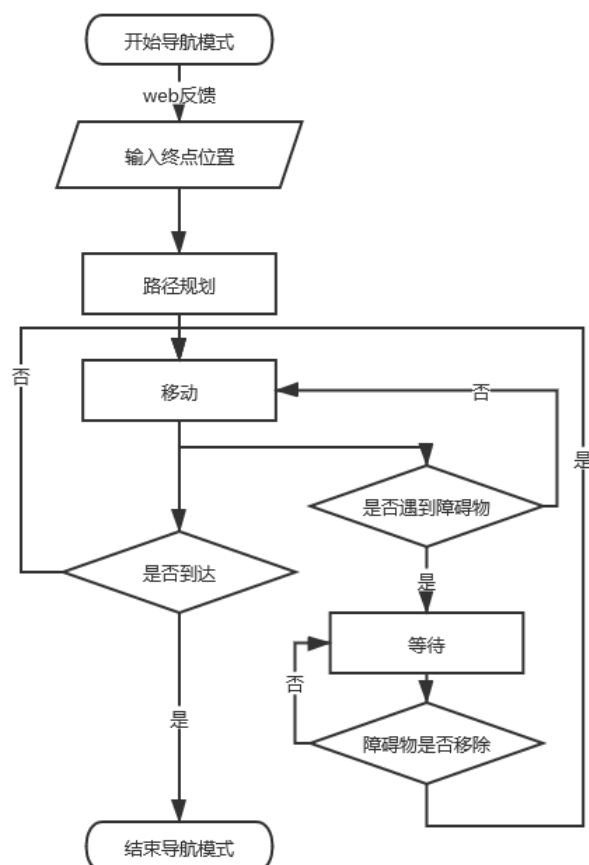 开始导航模式
web反馈
输入终点位置
路径规划
否
移动
否
是
是否遇到障碍物
是否到达
是
等待
否
是
障碍物是否移除
结束导航模式